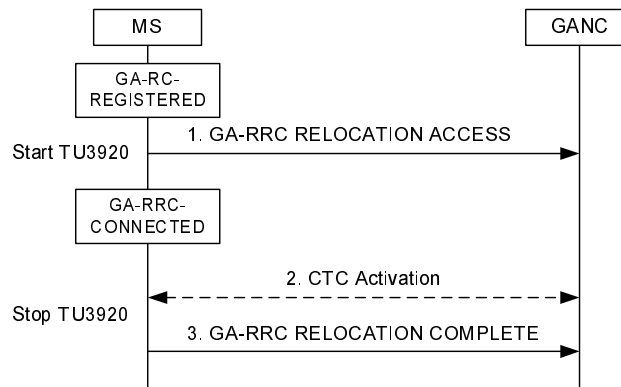 MS
GANC
GA-RC-
REGISTERED
1. GA-RRC RELOCATION ACCESS
Start TU3920
GA-RRC-
CONNECTED
2. CTC Activation
Stop TU3920
3. GA-RRC RELOCATION COMPLETE